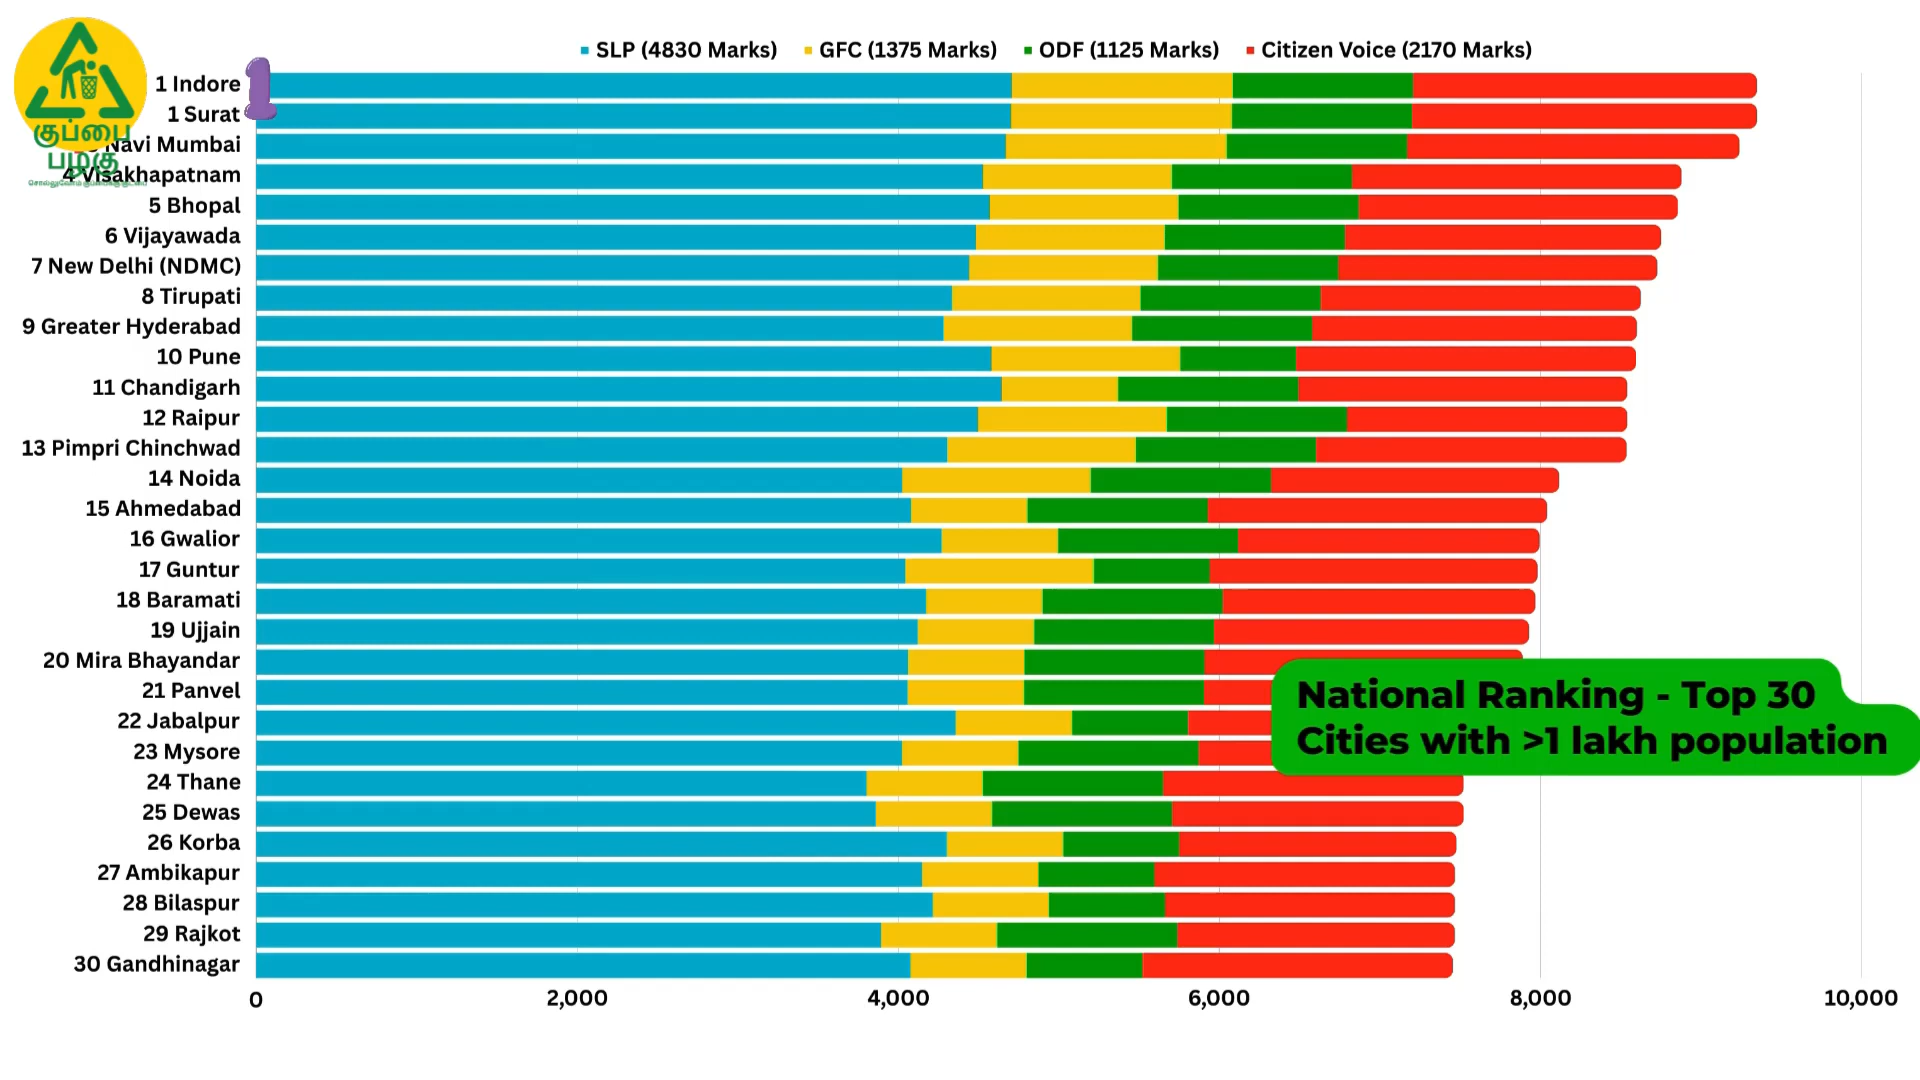 SLP (4830 Marks) GFC (1375 Marks) ODF (1125 Marks) Citizen Voice (2170 Marks)
1 Indore
1 Surat
Navi Mumbai
4 Visakhapatnam
5 Bhopal
6 Vijayawada
7 New Delhi (NDMC)
8 Tirupati
9 Greater Hyderabad
10 Pune
11 Chandigarh
12 Raipur
13 Pimpri Chinchwad
14 Noida
15 Ahmedabad
16 Gwalior
17 Guntur
18 Baramati
19 Ujjain
20 Mira Bhayandar
21 Panvel
22 Jabalpur
23 Mysore
24 Thane
25 Dewas
26 Korba
27 Ambikapur
28 Bilaspur
29 Rajkot
30 Gandhinagar
0 2,000 4,000 6,000 8,000 10,000
1
குப்பை
பழகு
National Ranking - Top 30
Cities with >1 lakh population